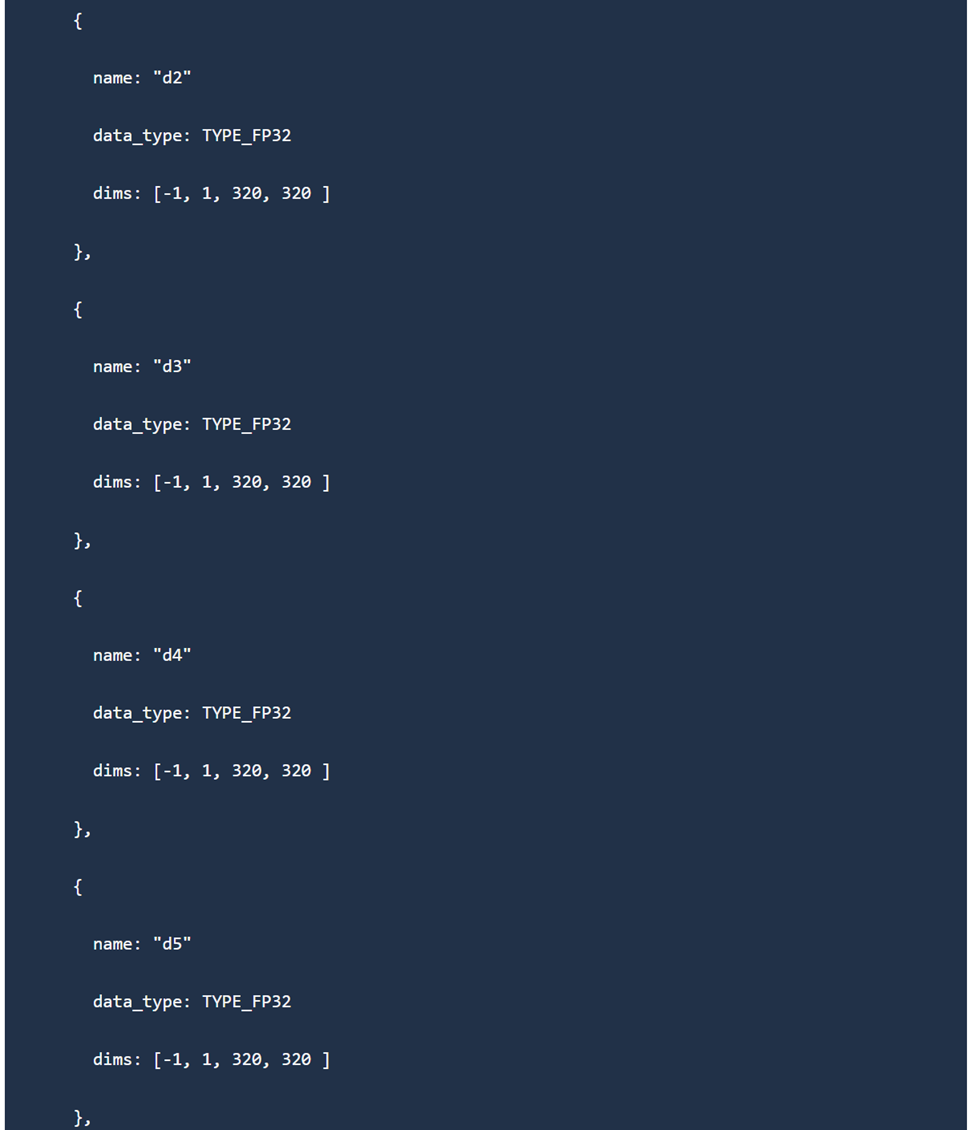 {
name: "d2"
data_type: TYPE_FP32
dims: [-1, 1, 320, 320 ]
},
{
name: "d3"
data_type: TYPE_FP32
dims: [-1, 1, 320, 320 ]
},
{
name: "d4"
data_type: TYPE_FP32
dims: [-1, 1, 320, 320 ]
},
{
name: "d5"
data_type: TYPE_FP32
dims: [-1, 1, 320, 320 ]
},